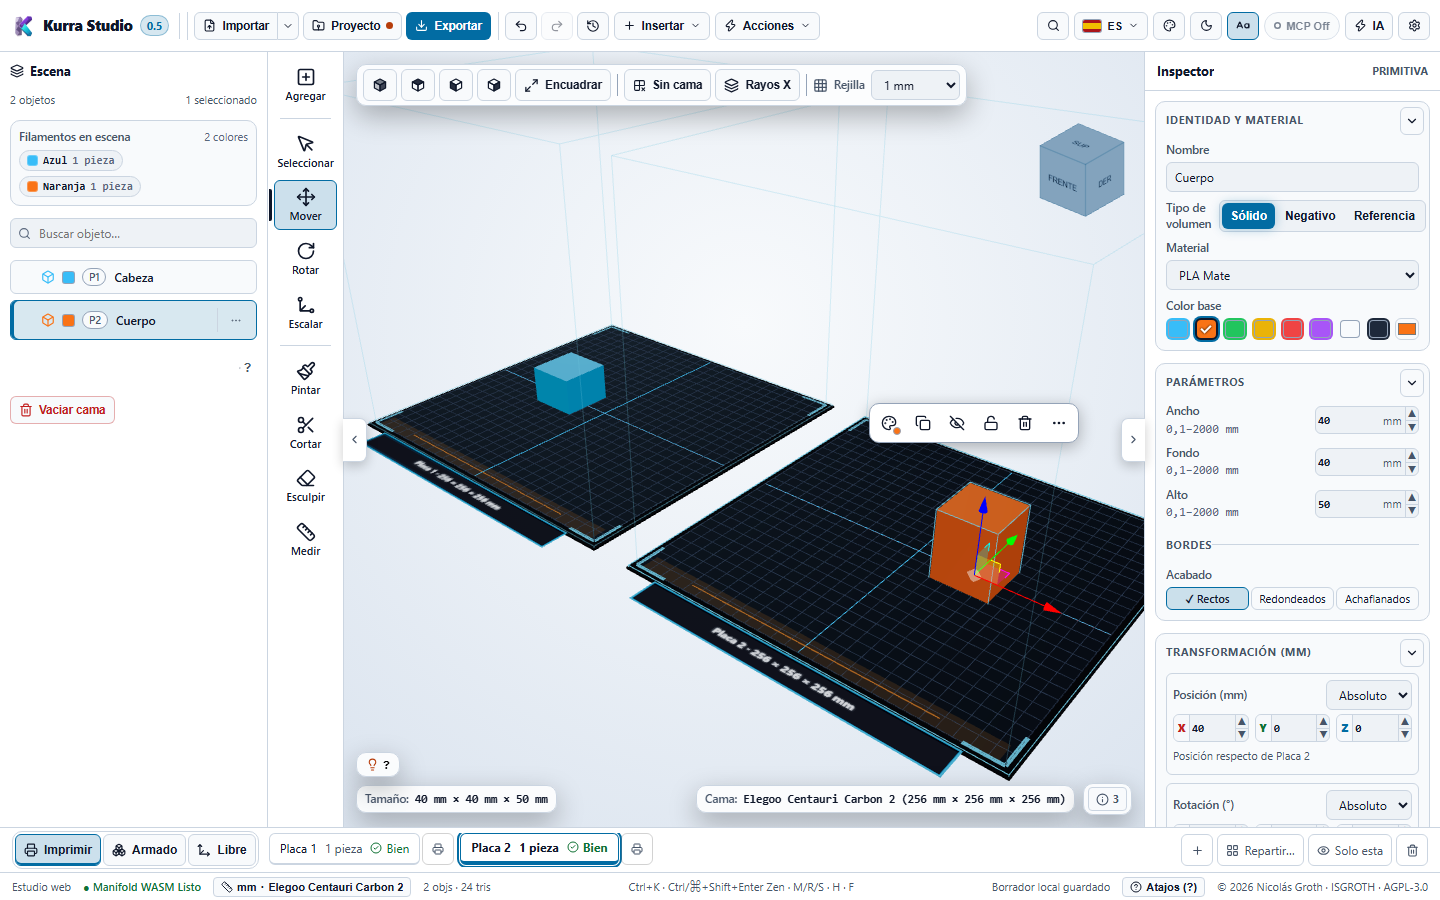 Kurra Studio 0.5
Importar
Proyecto
Exportar
Insertar
Acciones
ES
MCP Off
IA
Escena
2 objetos 1 seleccionado
Filamentos en escena 2 colores
Azul 1 pieza
Naranja 1 pieza
Buscar objeto...
P1 Cabeza
P2 Cuerpo ...
?
Vaciar cama
Agregar
Seleccionar
Mover
Rotar
Escalar
Pintar
Cortar
Esculpir
Medir
Encuadrar
Sin cama
Rayos X
Rejilla 1 mm
SUP
FRENTE DER
Placa 1 · 256 × 256 × 256 mm
Placa 2 · 256 × 256 × 256 mm
?
Tamaño: 40 mm × 40 mm × 50 mm
Cama: Elegoo Centauri Carbon 2 (256 mm × 256 mm × 256 mm)
3
Inspector PRIMITIVA
IDENTIDAD Y MATERIAL
Nombre
Cuerpo
Tipo de volumen
Sólido Negativo Referencia
Material
PLA Mate
Color base
PARÁMETROS
Ancho
0,1–2000 mm
40 mm
Fondo
0,1–2000 mm
40 mm
Alto
0,1–2000 mm
50 mm
BORDES
Acabado
✓ Rectos Redondeados Achaflanados
TRANSFORMACIÓN (MM)
Posición (mm) Absoluto
X 40 Y 0 Z 0
Posición respecto de Placa 2
Rotación (°) Absoluto
Imprimir Armado Libre
Placa 1 1 pieza Bien
Placa 2 1 pieza Bien
+ Repartir... Solo esta
Estudio web
● Manifold WASM Listo
mm · Elegoo Centauri Carbon 2
2 objs · 24 tris
Ctrl+K · Ctrl/⌘+Shift+Enter Zen · M/R/S · H · F
Borrador local guardado
Atajos (?)
© 2026 Nicolás Groth · ISGROTH · AGPL-3.0